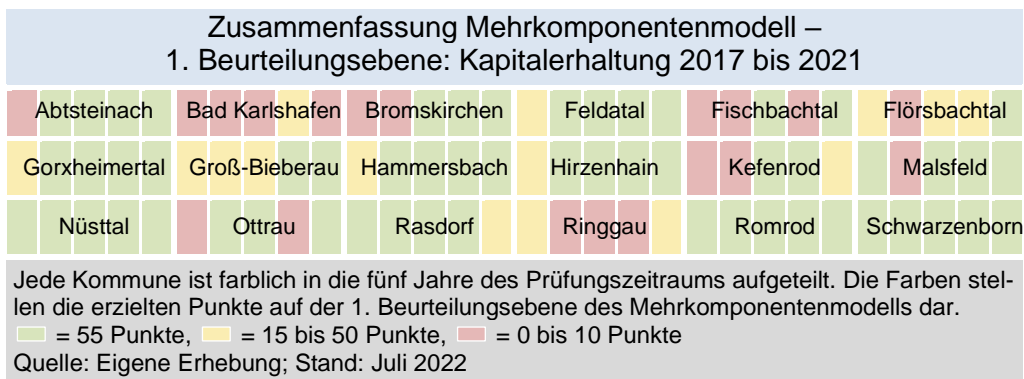 Zusammenfassung Mehrkomponentenmodell –
1. Beurteilungsebene: Kapitalerhaltung 2017 bis 2021
Abtsteinach Bad Karlshafen Bromskirchen Feldatal Fischbachtal Flörsbachtal
Gorxheimertal Groß-Bieberau Hammersbach Hirzenhain Kefenrod Malsfeld
Nüsttal Ottrau Rasdorf Ringgau Romrod Schwarzenborn
Jede Kommune ist farblich in die fünf Jahre des Prüfungszeitraums aufgeteilt. Die Farben stel-
len die erzielten Punkte auf der 1. Beurteilungsebene des Mehrkomponentenmodells dar.
= 55 Punkte, = 15 bis 50 Punkte, = 0 bis 10 Punkte
Quelle: Eigene Erhebung; Stand: Juli 2022